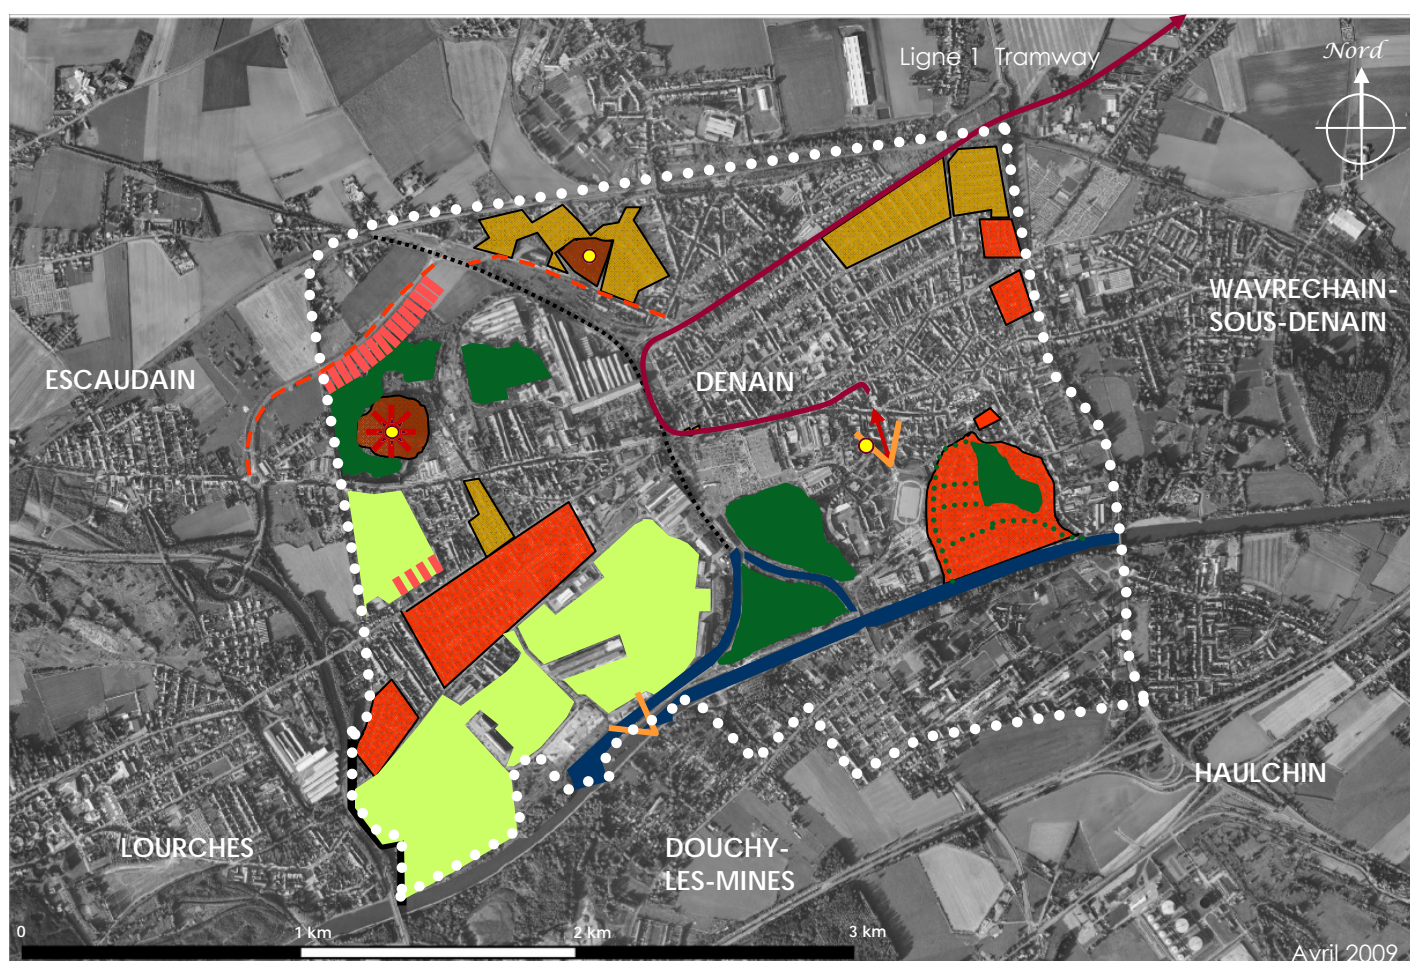 Ligne 1 Tramway
Nord
WAVRECHAIN-
SOUS-DENAIN
ESCAUDAIN
DENAIN
HAULCHIN
LOURCHES
DOUCHY-
LES-MINES
0 1 km 2 km 3 km
Avril 2009